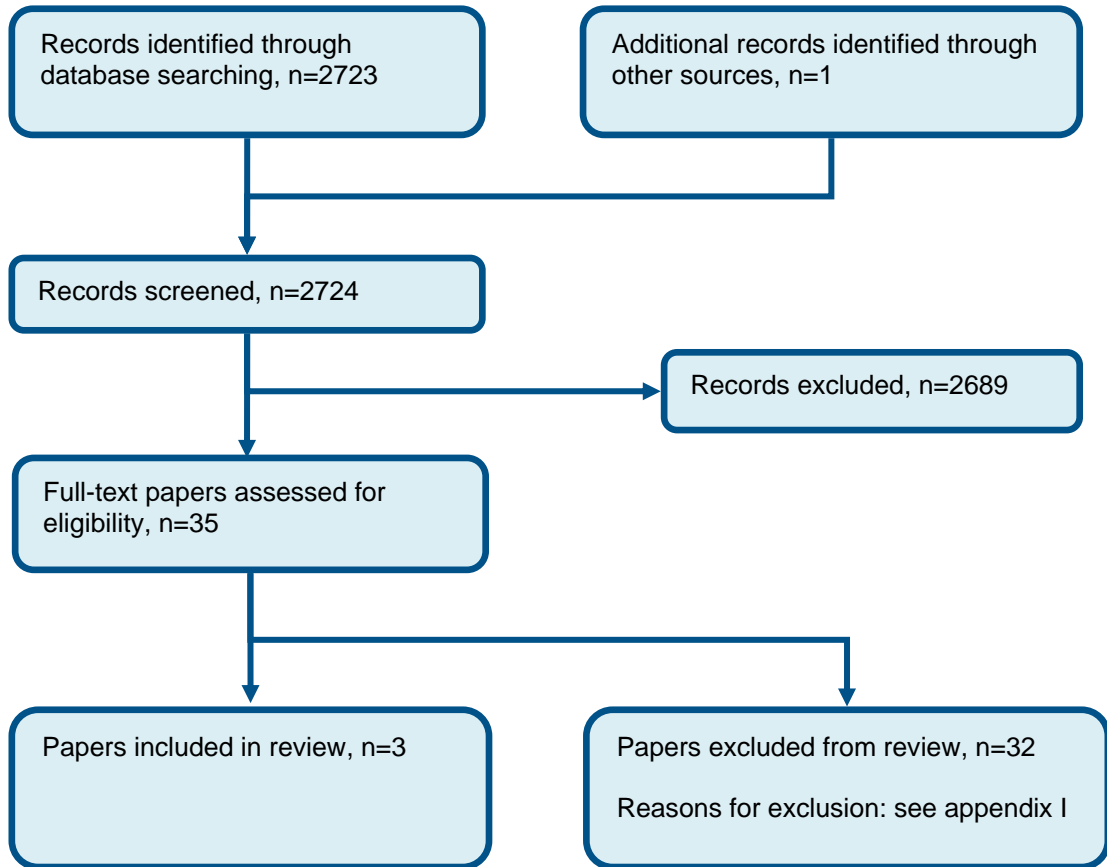 Records identified through
database searching, n=2723
Additional records identified through
other sources, n=1
Records screened, n=2724
Records excluded, n=2689
Full-text papers assessed for
eligibility, n=35
Papers included in review, n=3
Papers excluded from review, n=32
Reasons for exclusion: see appendix I